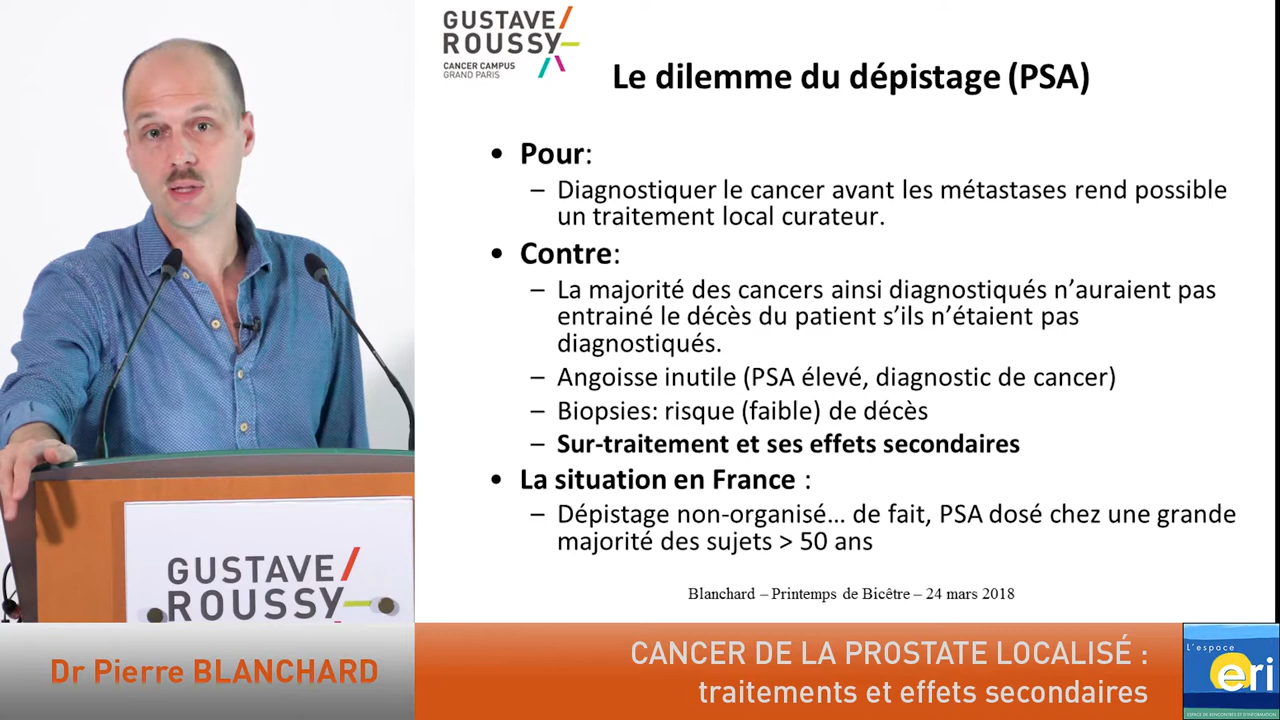 GUSTAVE/
ROUSSY
CANCER CAMPUS
GRAND PARIS
Le dilemme du dépistage (PSA)
• Pour:
– Diagnostiquer le cancer avant les métastases rend possible
un traitement local curateur.
• Contre:
– La majorité des cancers ainsi diagnostiqués n’auraient pas
entrainé le décès du patient s’ils n’étaient pas
diagnostiqués.
– Angoisse inutile (PSA élevé, diagnostic de cancer)
– Biopsies: risque (faible) de décès
– Sur-traitement et ses effets secondaires
• La situation en France :
– Dépistage non-organisé... de fait, PSA dosé chez une grande
majorité des sujets > 50 ans
Blanchard – Printemps de Bicêtre – 24 mars 2018
GUSTAVE/
ROUSSY
Dr Pierre BLANCHARD
CANCER DE LA PROSTATE LOCALISÉ :
traitements et effets secondaires
L'espace
eri
ESPACE DE RENCONTRES ET D'INFORMATION